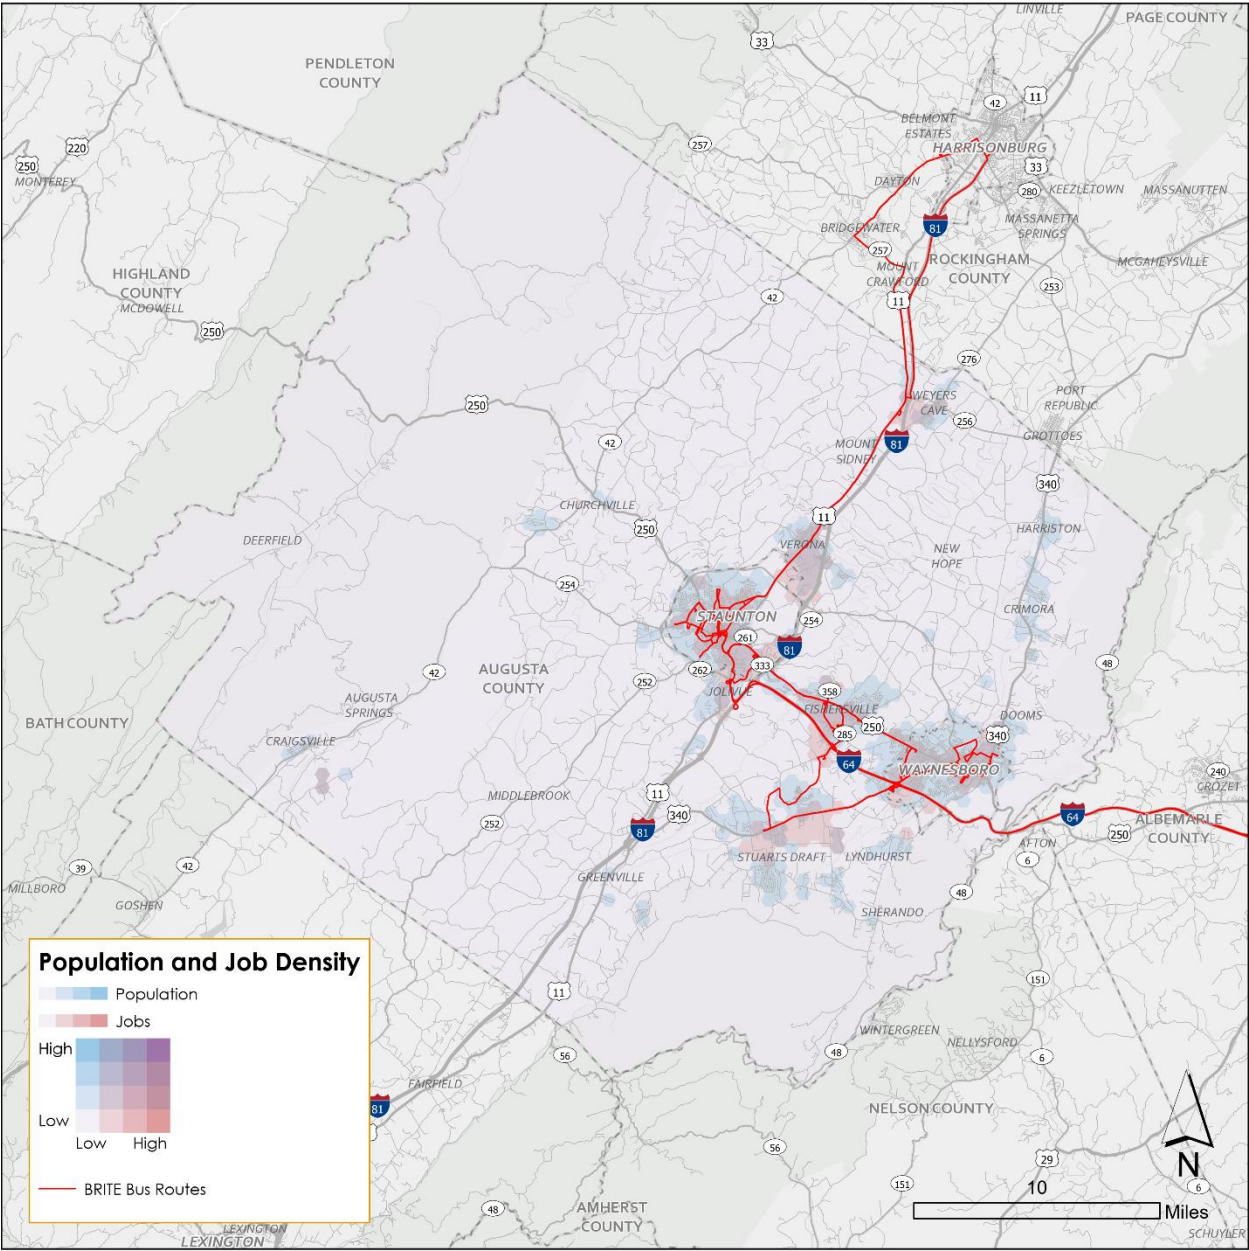 LINVILLE
PAGE COUNTY
33
PENDLETON
COUNTY
11
42
BELMONT
ESTATES
220
257
HARRISONBURG
250
33
MONTEREY
DAYTON
280
KEEZLETOWN
MASSANUTTEN
MASSANETTA
SPRINGS
81
BRIDGEWATER
257
ROCKINGHAM
COUNTY
MCGAHEYSVILLE
MOUNT
CRAWFORD
HIGHLAND
COUNTY
253
42
11
MCDOWELL
250
276
WEYERS
CAVE
PORT
REPUBLIC
250
256
GROTTOES
42
81
MOUNT
SIDNEY
340
CHURCHVILLE
11
250
HARRISTON
DEERFIELD
VERONA
NEW
HOPE
254
CRIMORA
STAUNTON
254
261
81
333
48
AUGUSTA
COUNTY
42
262
252
JOLIVUE
358
AUGUSTA
SPRINGS
FISHERSVILLE
BATH COUNTY
DOOMS
250
285
340
CRAIGSVILLE
64
WAYNESBORO
240
CROZET
MIDDLEBROOK
11
340
64
ALBEMARLE
COUNTY
252
81
250
AFTON
STUARTS DRAFT
LYNDHURST
6
39
42
GREENVILLE
MILLBORO
48
GOSHEN
SHERANDO
Population and Job Density
Population
Jobs
High
Low
Low
High
BRITE Bus Routes
151
11
WINTERGREEN
NELLYSFORD
56
48
6
FAIRFIELD
81
NELSON COUNTY
N
56
29
151
6
10
Miles
48
AMHERST
COUNTY
LEXINGTON
LEXINGTON
SCHUYLER